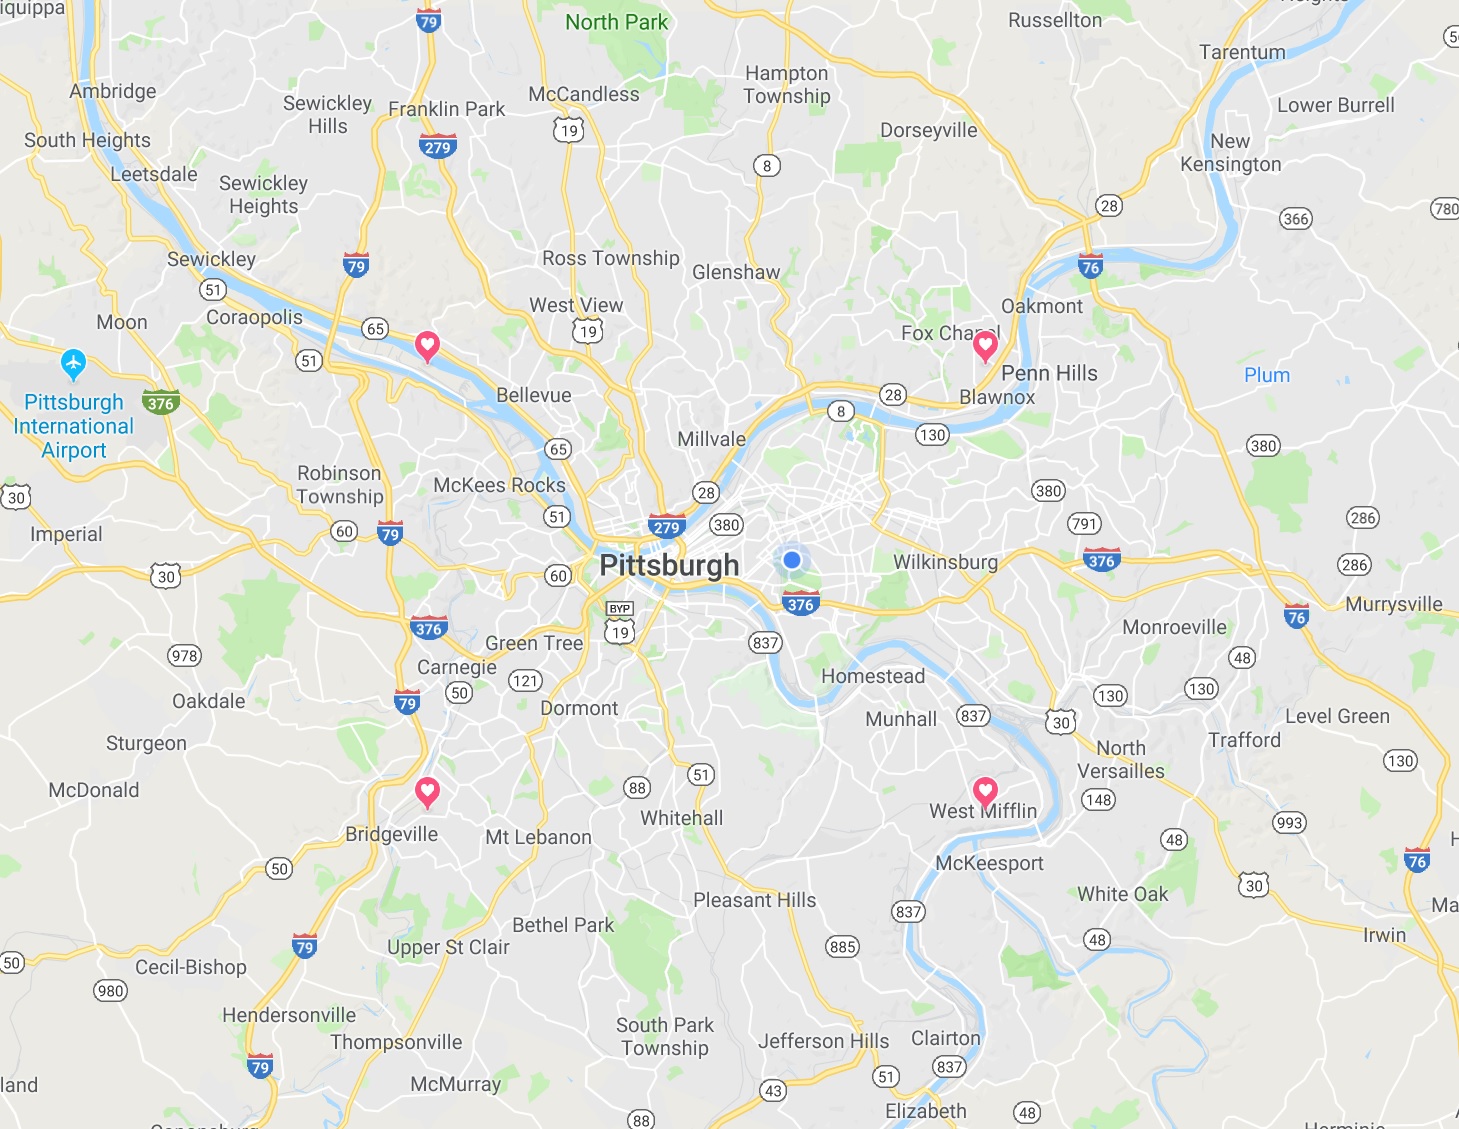 iquippa
79
North Park
Russellton
Heights
Tarentum
Ambridge
Sewickley
Hills
Franklin Park
McCandless
19
Hampton
Township
Lower Burrell
South Heights
279
Dorseyville
New
Kensington
Leetsdale
Sewickley
Heights
8
28
366
780
Sewickley
79
Ross Township
Glenshaw
76
51
Coraopolis
Moon
65
West View
19
Oakmont
Fox Chapel
51
376
Pittsburgh
International
Airport
Bellevue
Penn Hills
Blawnox
Plum
28
8
130
Millvale
65
380
Robinson
Township
McKees Rocks
30
Imperial
60
79
51
28
279
380
380
791
286
286
30
60
Pittsburgh
Wilkinsburg
376
376
BYP
19
76
Murrysville
376
Green Tree
837
Monroeville
978
Carnegie
50
121
Homestead
48
Oakdale
79
Dormont
Munhall
837
30
130
130
Level Green
Sturgeon
North
Versailles
Trafford
130
McDonald
88
51
West Mifflin
148
Whitehall
993
Bridgeville
Mt Lebanon
48
50
McKeesport
76
30
White Oak
Pleasant Hills
837
Bethel Park
79
Upper St Clair
885
48
Irwin
50
Cecil-Bishop
980
Hendersonville
Thompsonville
South Park
Township
Jefferson Hills
Clairton
79
McMurray
837
51
43
land
88
Elizabeth
48